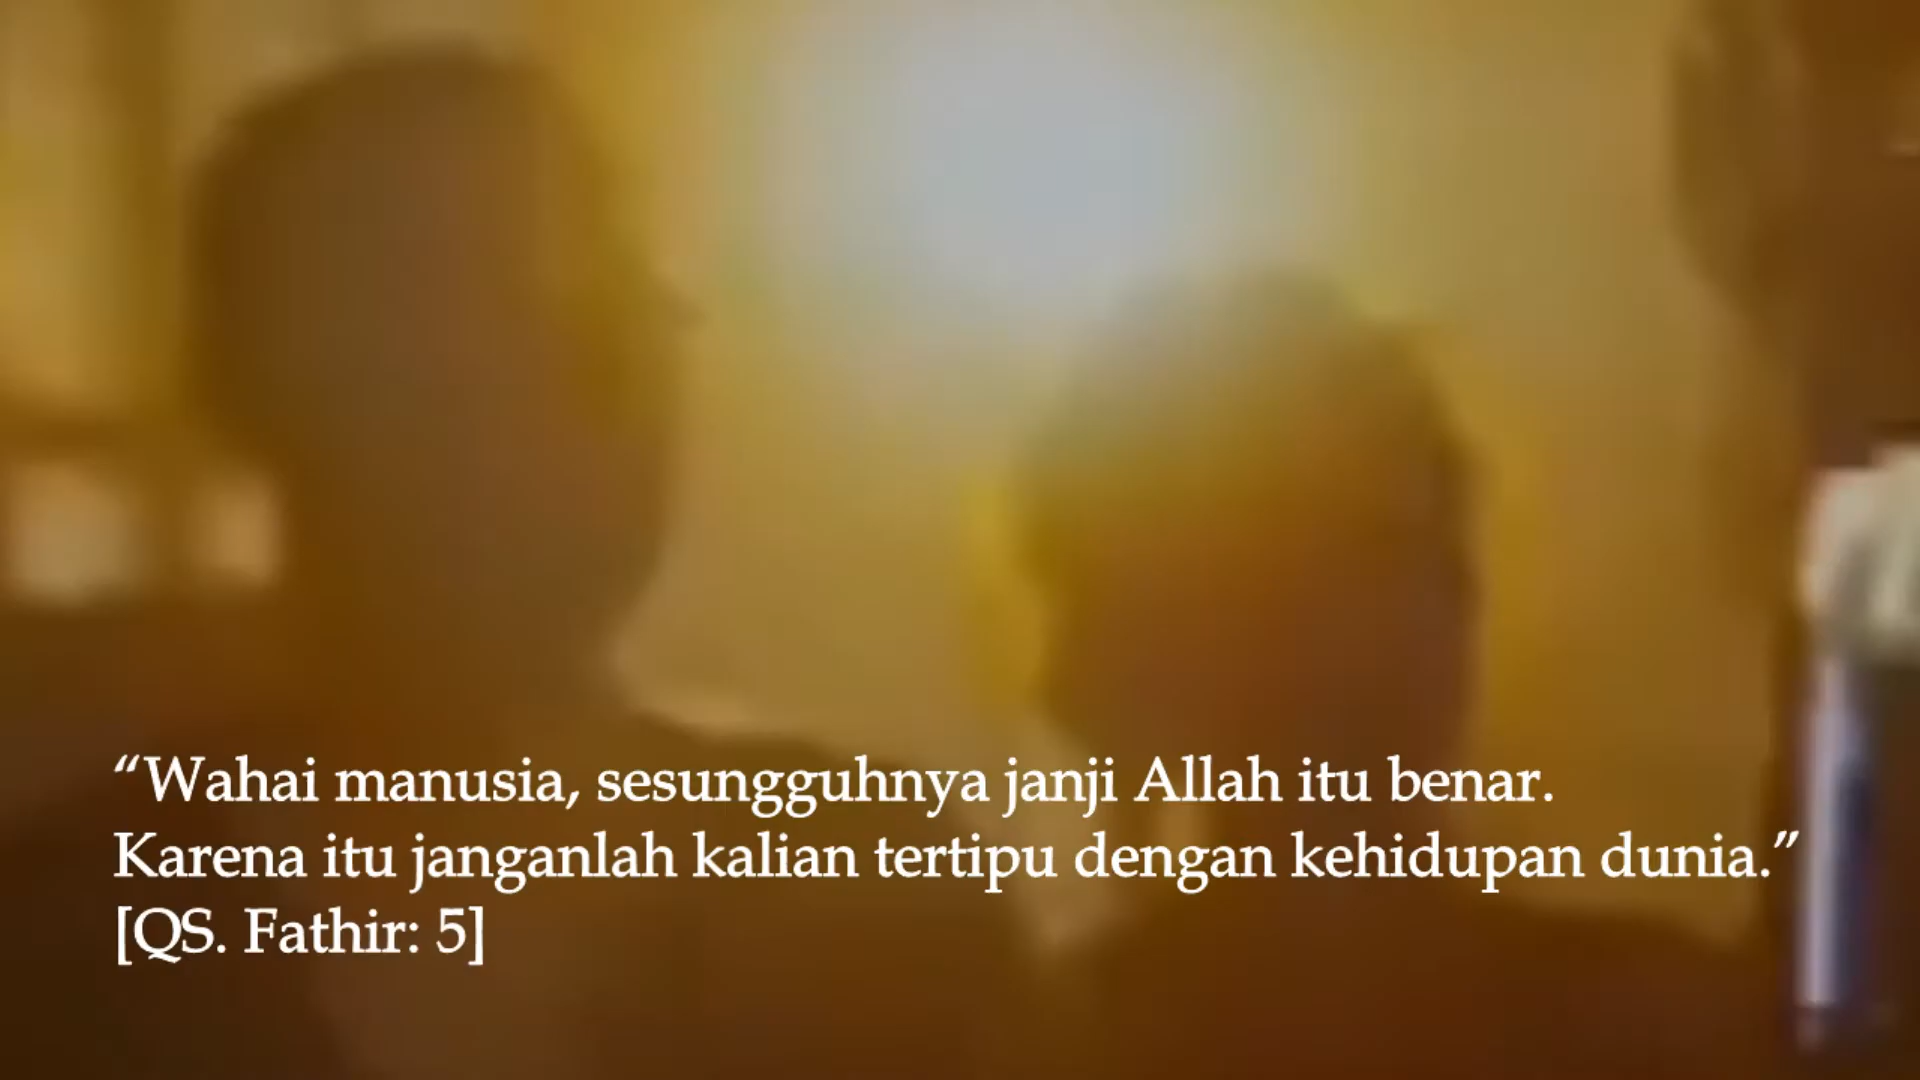 “Wahai manusia, sesungguhnya janji Allah itu benar.
Karena itu janganlah kalian tertipu dengan kehidupan dunia.”
[QS. Fathir: 5]